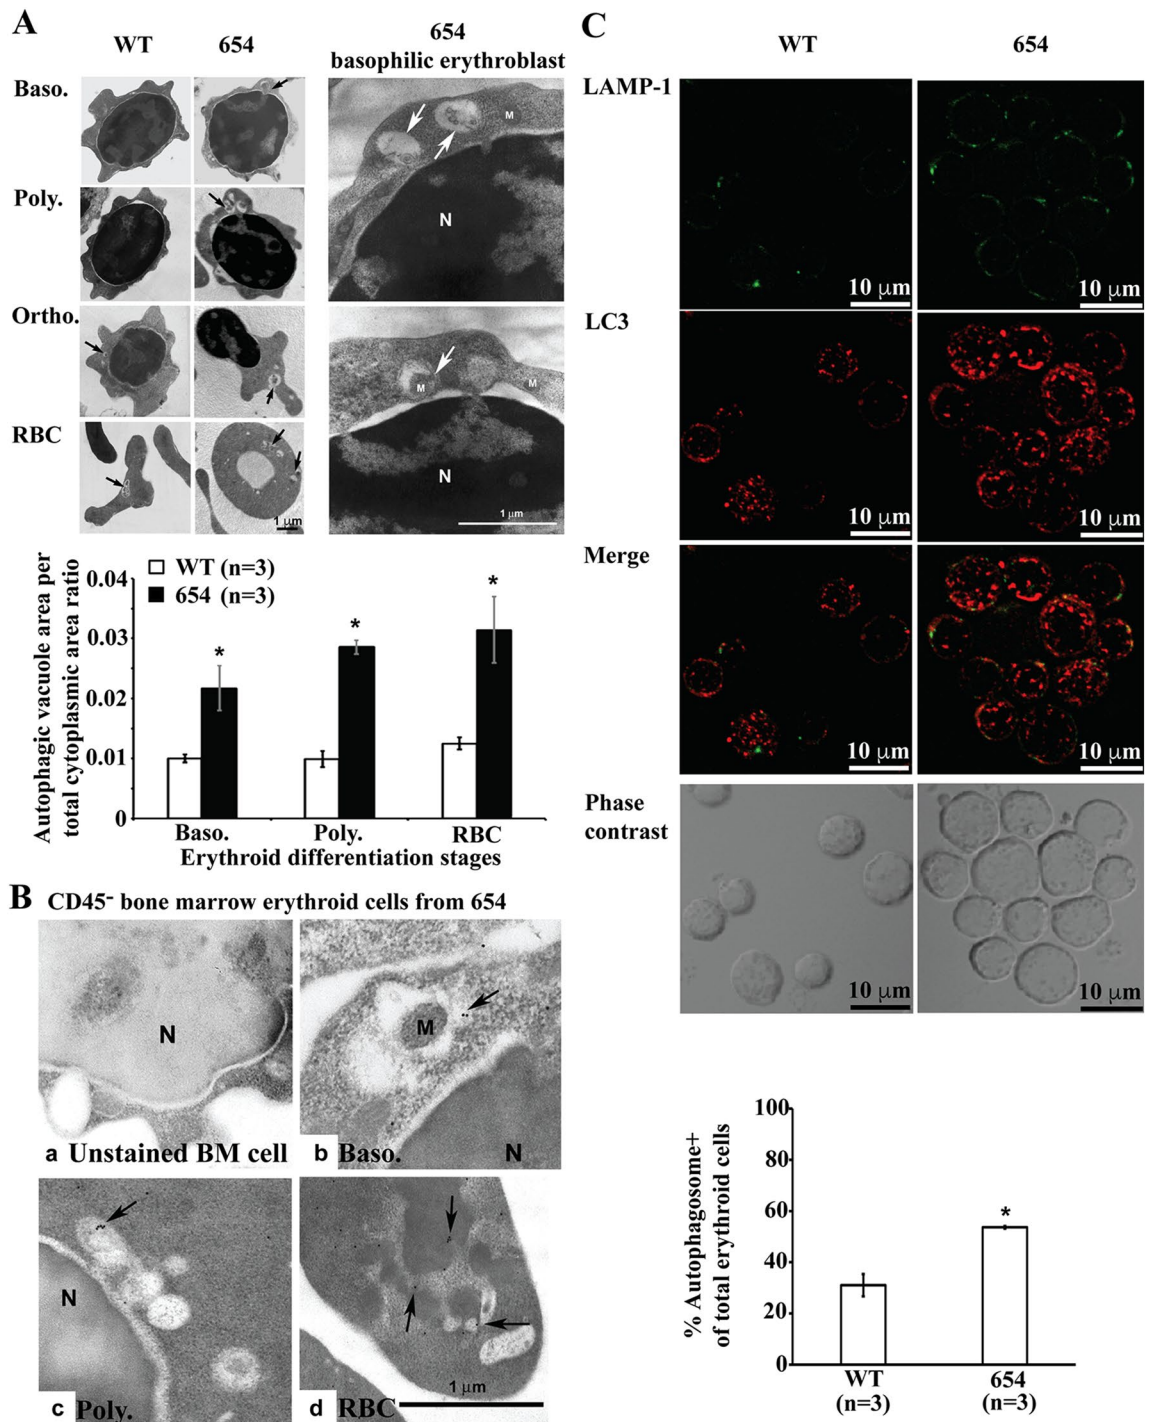 A
WT
654
654
basophilic erythroblast
Baso.
Poly.
Ortho.
RBC
1 µm
M
N
M
M
N
1 µm
Autophagic vacuole area per
total cytoplasmic area ratio
0.04
0.03
0.02
0.01
0
WT (n=3)
654 (n=3)
*
*
*
Baso.
Poly.
RBC
Erythroid differentiation stages
B
CD45- bone marrow erythroid cells from 654
N
a Unstained BM cell
M
N
b Baso.
N
c Poly.
1 µm
d RBC
C
WT
654
LAMP-1
10 µm
10 µm
LC3
10 µm
10 µm
Merge
10 µm
10 µm
Phase
contrast
10 µm
10 µm
% Autophagosome+
of total erythroid cells
100
80
60
40
20
0
*
WT
(n=3)
654
(n=3)